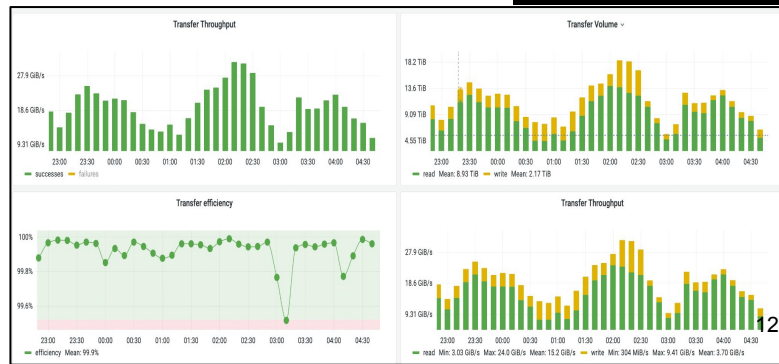 Transfer Throughput
27.9 GiB/s
18.6 GiB/s
9.31 GiB/s
23:00 23:30 00:00 00:30 01:00 01:30 02:00 02:30 03:00 03:30 04:00 04:30
successes failures
Transfer Volume
18.2 TiB
13.6 TiB
9.09 TiB
4.55 TiB
23:00 23:30 00:00 00:30 01:00 01:30 02:00 02:30 03:00 03:30 04:00 04:30
read Mean: 8.93 TiB write Mean: 2.17 TiB
Transfer efficiency
100%
99.8%
99.6%
23:00 23:30 00:00 00:30 01:00 01:30 02:00 02:30 03:00 03:30 04:00 04:30
efficiency Mean: 99.9%
Transfer Throughput
27.9 GiB/s
18.6 GiB/s
9.31 GiB/s
23:00 23:30 00:00 00:30 01:00 01:30 02:00 02:30 03:00 03:30 04:00 04:30
read Min: 3.03 GiB/s Max: 24.0 GiB/s Mean: 15.2 GiB/s write Min: 304 MiB/s Max: 9.41 GiB/s Mean: 3.70 GiB/s
12